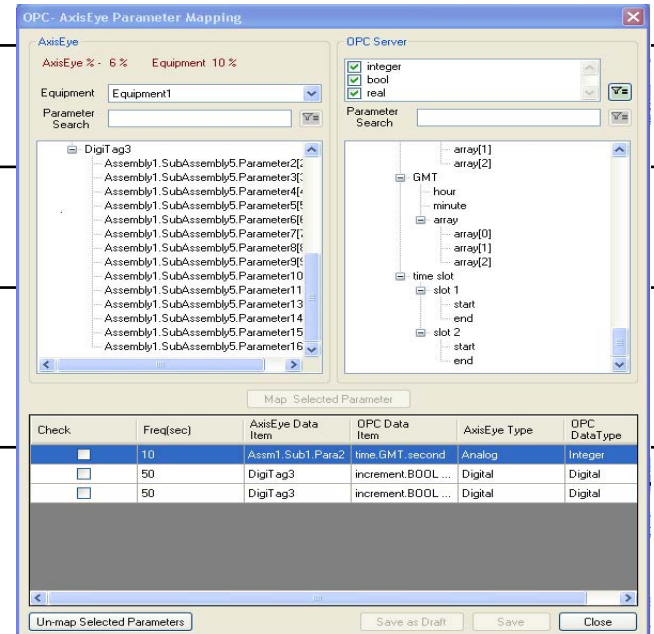 OPC- AxisEye Parameter Mapping
AxisEye
AxisEye % - 6 % Equipment 10 %
Equipment Equipment1
Parameter Search
DigiTag3
Assembly1.SubAssembly5.Parameter2[2
Assembly1.SubAssembly5.Parameter3[
Assembly1.SubAssembly5.Parameter4[
Assembly1.SubAssembly5.Parameter5[
Assembly1.SubAssembly5.Parameter6[
Assembly1.SubAssembly5.Parameter7[
Assembly1.SubAssembly5.Parameter8[
Assembly1.SubAssembly5.Parameter9[
Assembly1.SubAssembly5.Parameter10
Assembly1.SubAssembly5.Parameter11
Assembly1.SubAssembly5.Parameter13
Assembly1.SubAssembly5.Parameter14
Assembly1.SubAssembly5.Parameter15
Assembly1.SubAssembly5.Parameter16
OPC Server
integer
bool
real
Parameter Search
array[1]
array[2]
GMT
hour
minute
array
array[0]
array[1]
array[2]
time slot
slot 1
start
end
slot 2
start
end
Map Selected Parameter
Check Freq(sec) AxisEye Data Item OPC Data Item AxisEye Type OPC DataType
10 Assm1.Sub1.Para2 time.GMT.second Analog Integer
50 DigiTag3 increment.BOOL ... Digital Digital
50 DigiTag3 increment.BOOL ... Digital Digital
Un-map Selected Parameters Save as Draft Save Close